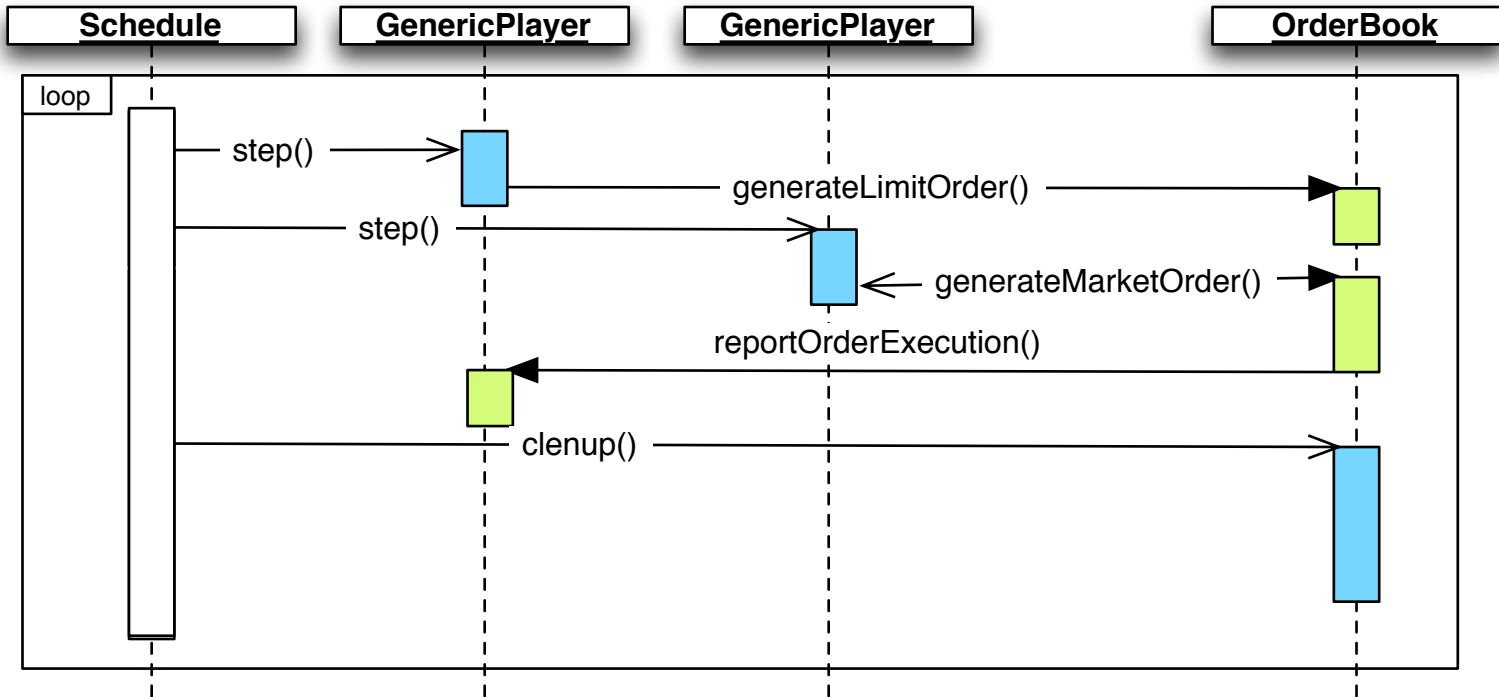 Schedule
GenericPlayer
GenericPlayer
OrderBook
loop
step()
generateLimitOrder()
step()
generateMarketOrder()
reportOrderExecution()
clenup()